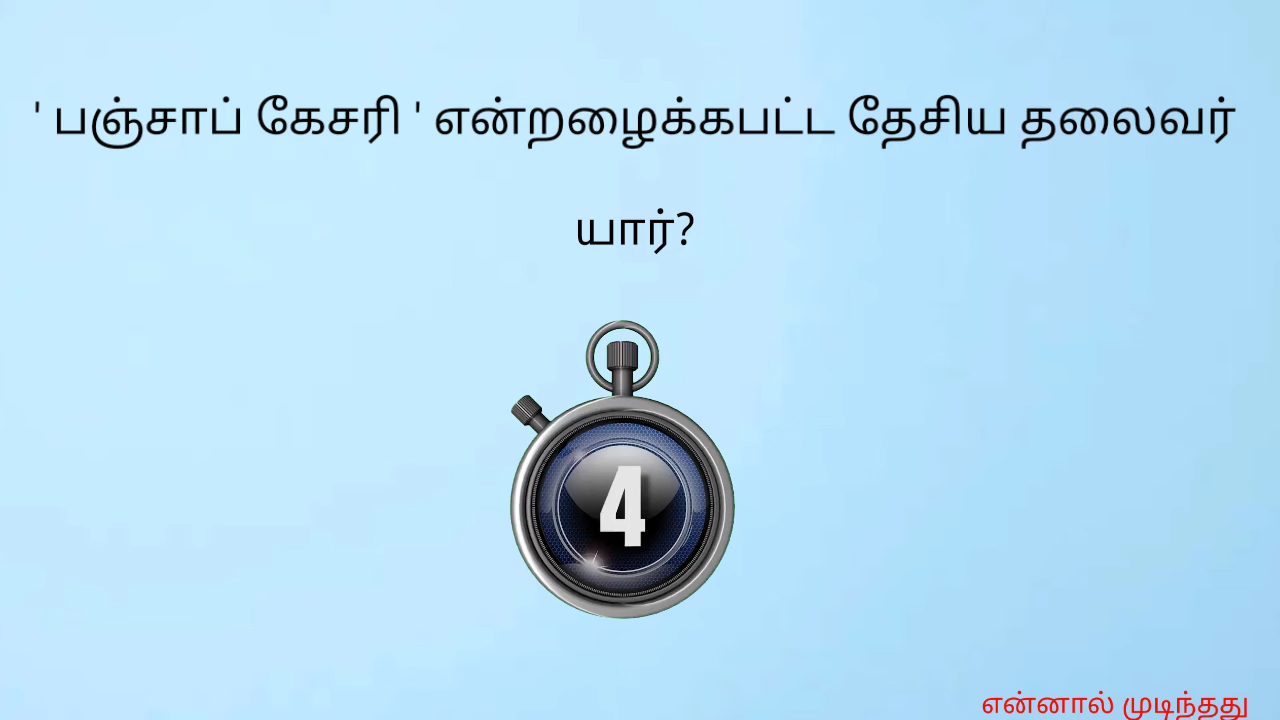 ' பஞ்சாப் கேசரி ' என்றழைக்கபட்ட தேசிய தலைவர்
யார்?
4
என்னால் முடிந்தது